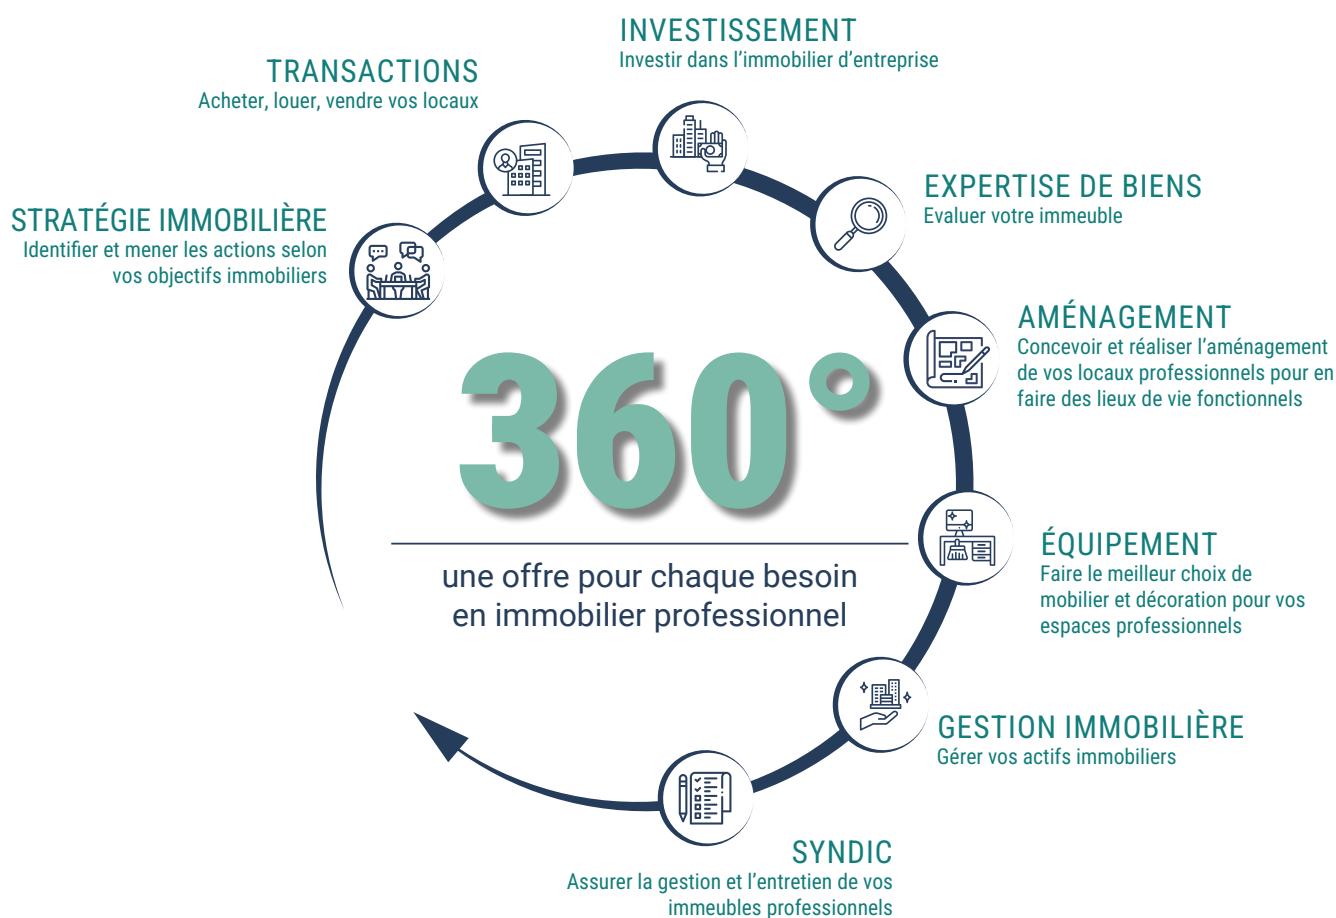 INVESTISSEMENT
Investir dans l’immobilier d’entreprise
TRANSACTIONS
Acheter, louer, vendre vos locaux
EXPERTISE DE BIENS
Evaluer votre immeuble
STRATÉGIE IMMOBILIÈRE
Identifier et mener les actions selon
vos objectifs immobiliers
AMÉNAGEMENT
Concevoir et réaliser l’aménagement
de vos locaux professionnels pour en
faire des lieux de vie fonctionnels
360°
une offre pour chaque besoin
en immobilier professionnel
ÉQUIPEMENT
Faire le meilleur choix de
mobilier et décoration pour vos
espaces professionnels
GESTION IMMOBILIÈRE
Gérer vos actifs immobiliers
SYNDIC
Assurer la gestion et l’entretien de vos
immeubles professionnels